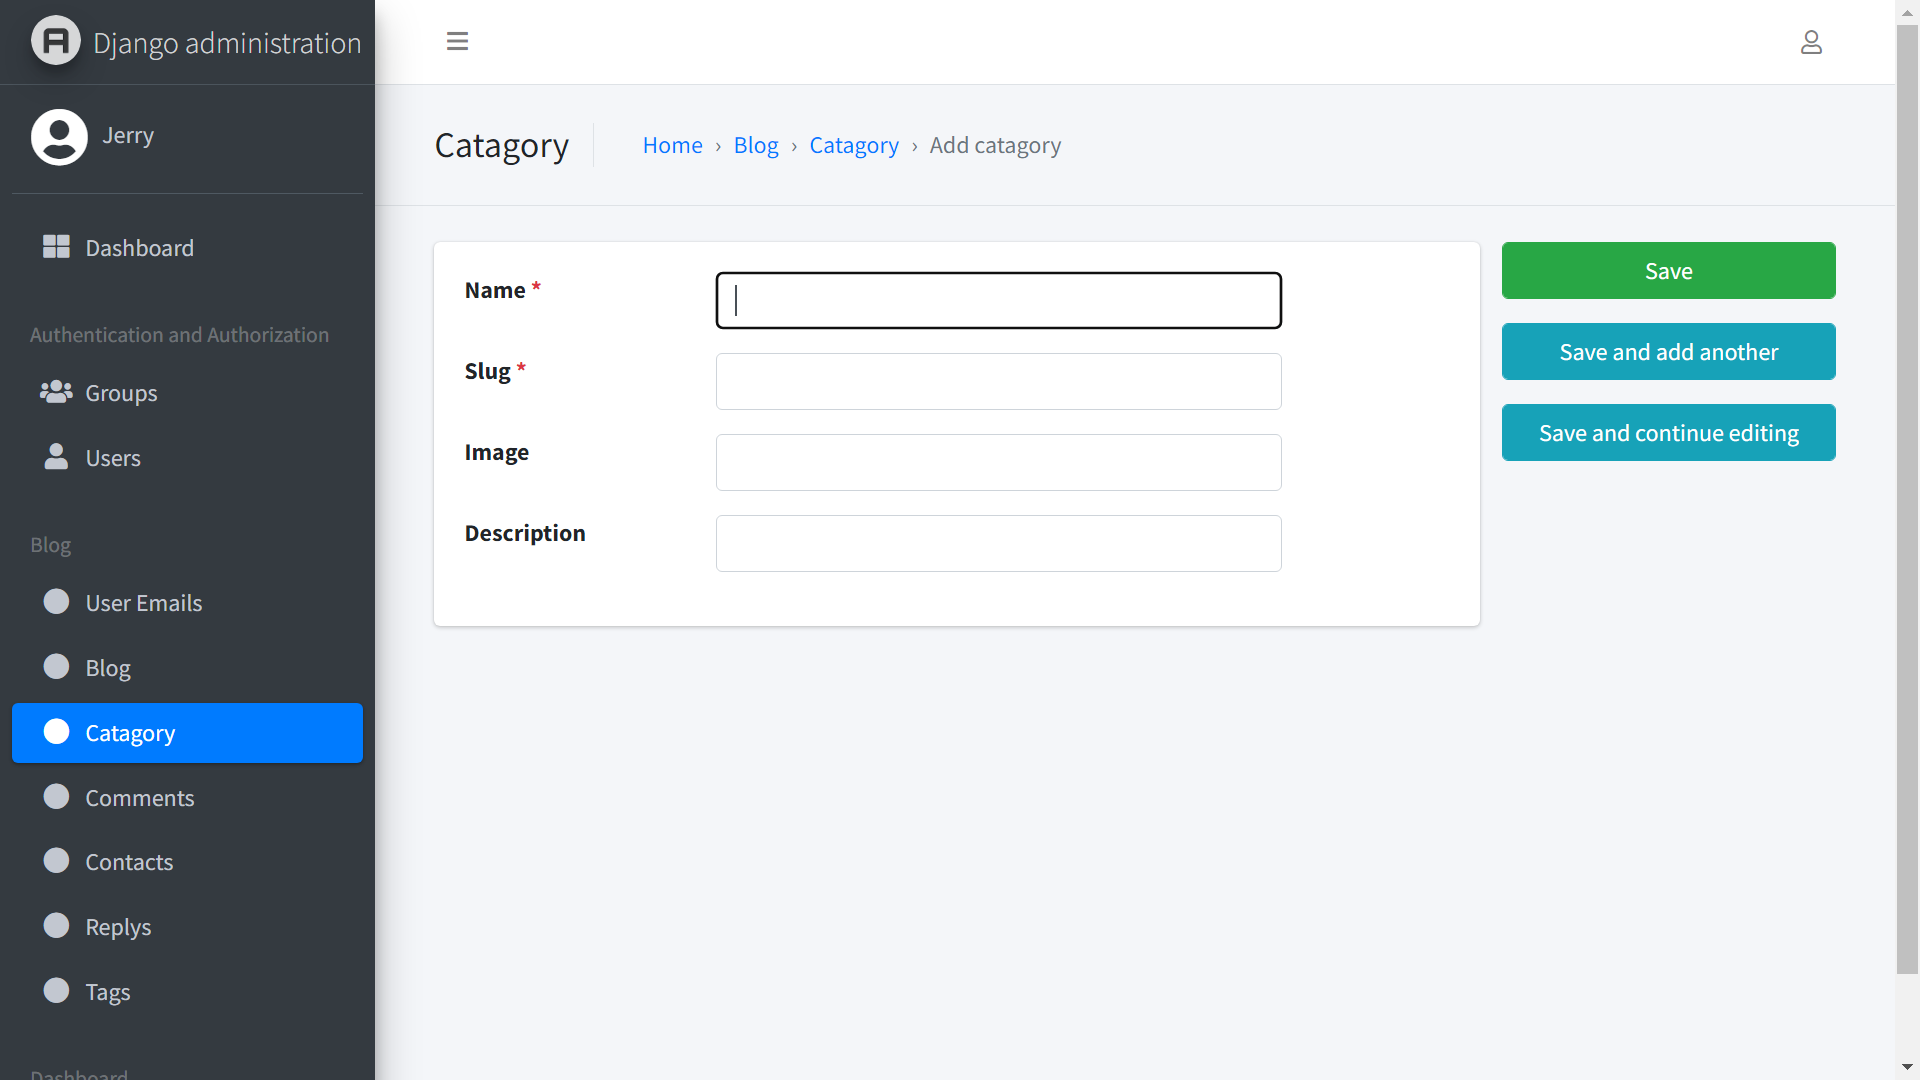 Django administration
Jerry
Dashboard
Authentication and Authorization
Groups
Users
Blog
User Emails
Blog
Catagory
Comments
Contacts
Replys
Tags
Dashboard
Catagory
Home › Blog › Catagory › Add catagory
Name *
Slug *
Image
Description
Save
Save and add another
Save and continue editing